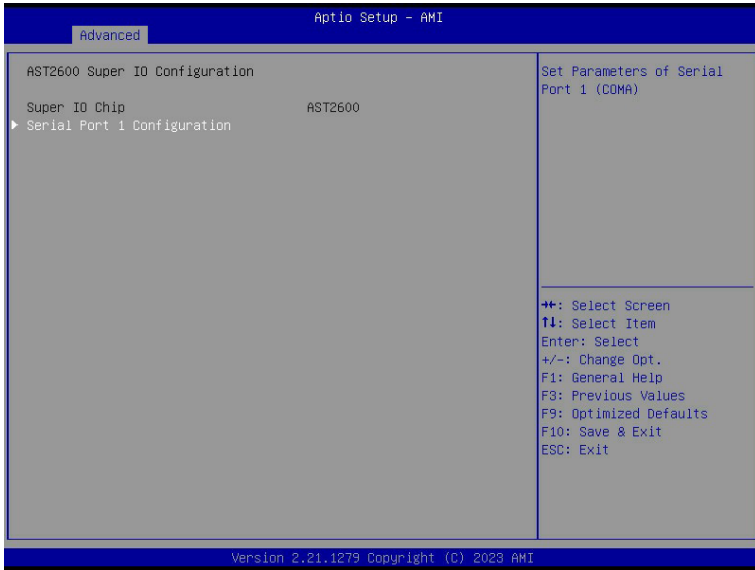 Aptio Setup – AMI
Advanced
AST2600 Super IO Configuration
Super IO Chip AST2600
▶ Serial Port 1 Configuration
Set Parameters of Serial
Port 1 (COMA)
→←: Select Screen
↑↓: Select Item
Enter: Select
+/-: Change Opt.
F1: General Help
F3: Previous Values
F9: Optimized Defaults
F10: Save & Exit
ESC: Exit
Version 2.21.1279 Copyright (C) 2023 AMI